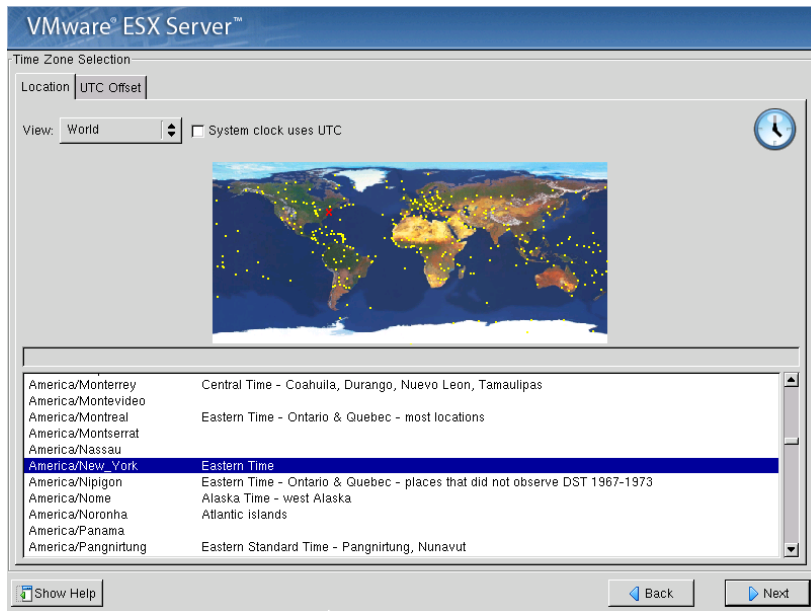 VMware® ESX Server™
Time Zone Selection
Location UTC Offset
View: World System clock uses UTC
America/Monterrey Central Time - Coahuila, Durango, Nuevo Leon, Tamaulipas
America/Montevideo
America/Montreal Eastern Time - Ontario & Quebec - most locations
America/Montserrat
America/Nassau
America/New_York Eastern Time
America/Nipigon Eastern Time - Ontario & Quebec - places that did not observe DST 1967-1973
America/Nome Alaska Time - west Alaska
America/Noronha Atlantic islands
America/Panama
America/Pangnirtung Eastern Standard Time - Pangnirtung, Nunavut
Show Help Back Next